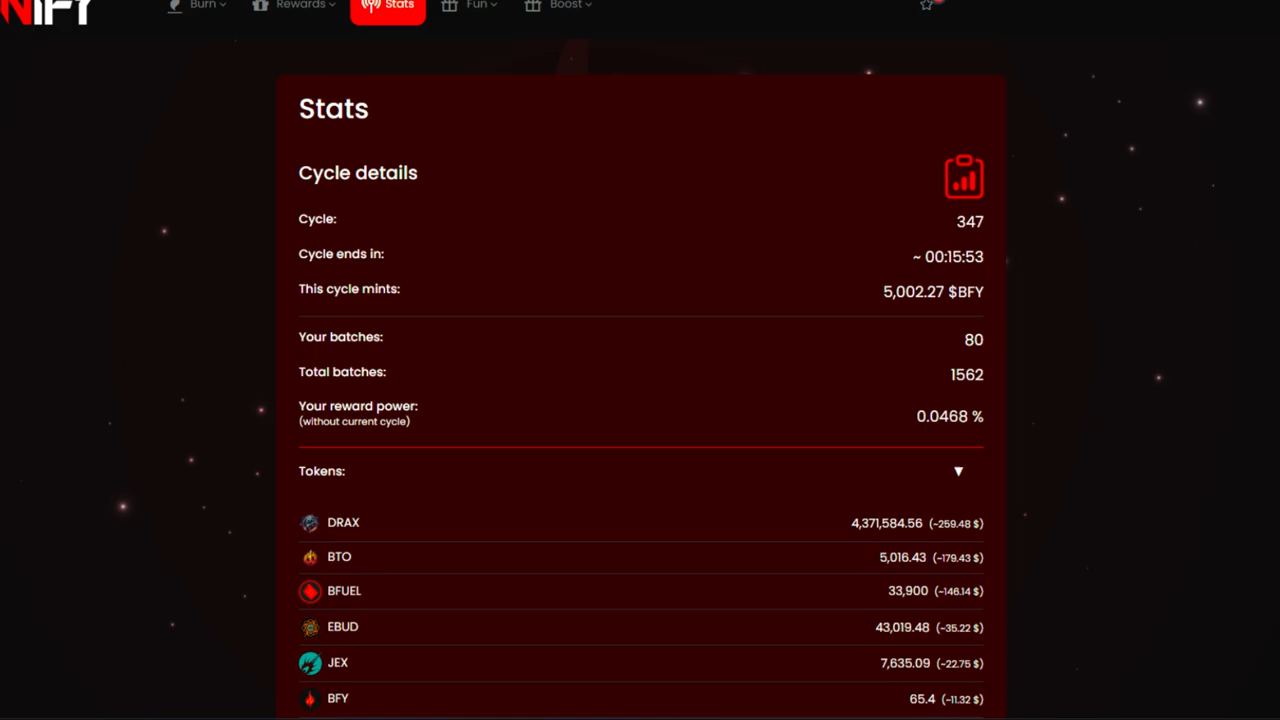 NIFY
Burn Rewards Stats Fun Boost
Stats
Cycle details
Cycle: 347
Cycle ends in: ~ 00:15:53
This cycle mints: 5,002.27 $BFY
Your batches: 80
Total batches: 1562
Your reward power: 0.0468 %
(without current cycle)
Tokens: ▼
DRAX 4,371,584.56 (~259.48 $)
BTO 5,016.43 (~179.43 $)
BFUEL 33,900 (~146.14 $)
EBUD 43,019.48 (~35.22 $)
JEX 7,635.09 (~22.75 $)
BFY 65.4 (~11.32 $)